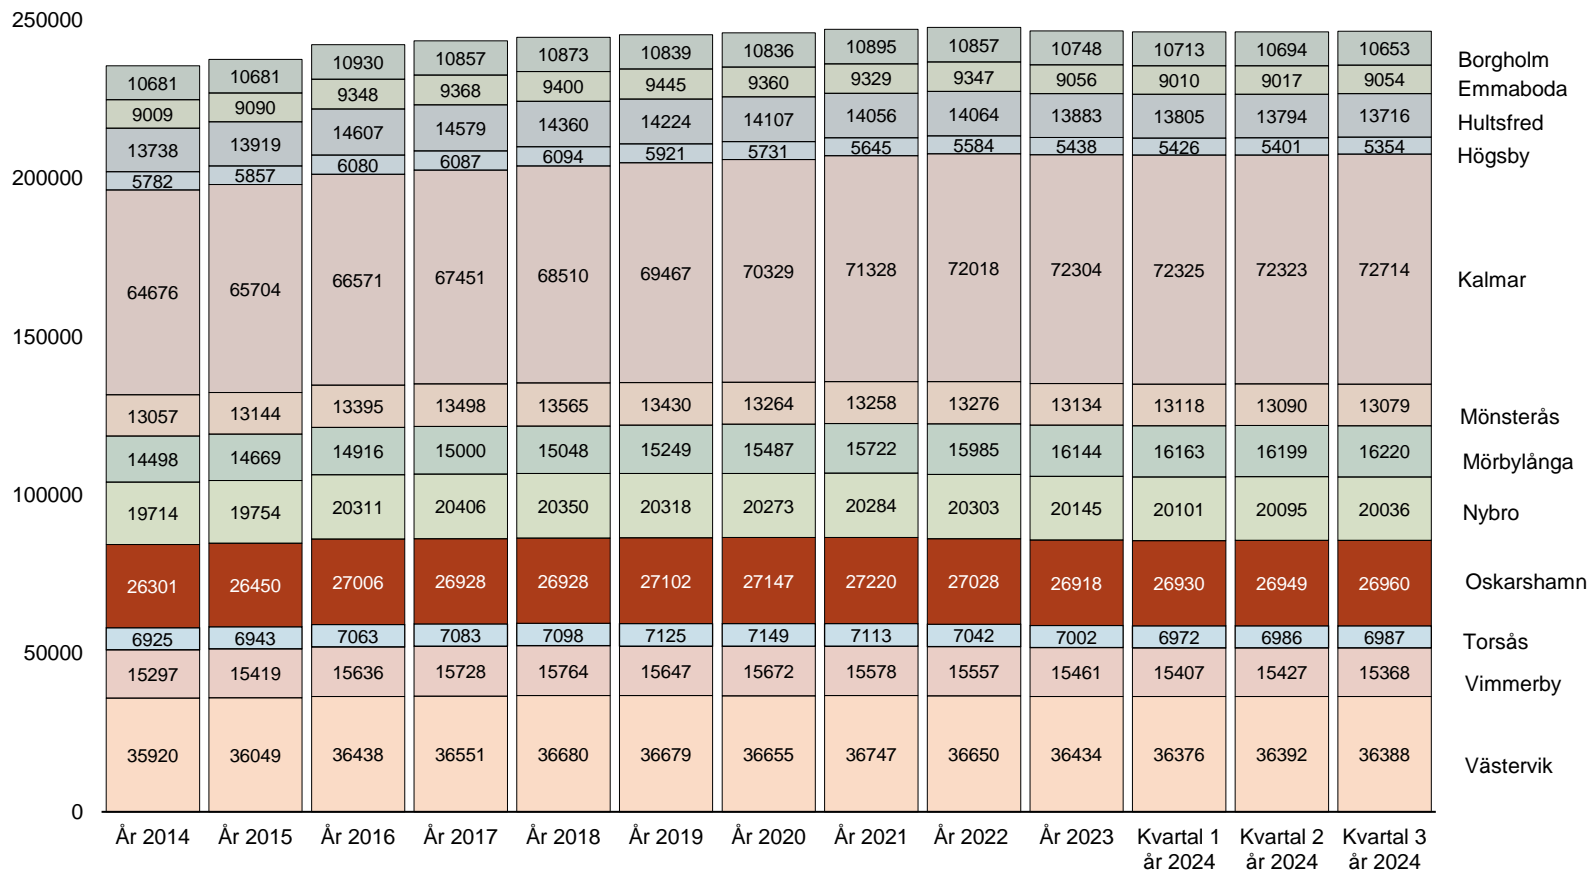 250000
200000
150000
100000
50000
0
10681 10681 10930 10857 10873 10839 10836 10895 10857 10748 10713 10694 10653 Borgholm
9009 9090 9348 9368 9400 9445 9360 9329 9347 9056 9010 9017 9054 Emmaboda
13738 13919 14607 14579 14360 14224 14107 14056 14064 13883 13805 13794 13716 Hultsfred
5782 5857 6080 6087 6094 5921 5731 5645 5584 5438 5426 5401 5354 Högsby
64676 65704 66571 67451 68510 69467 70329 71328 72018 72304 72325 72323 72714 Kalmar
13057 13144 13395 13498 13565 13430 13264 13258 13276 13134 13118 13090 13079 Mönsterås
14498 14669 14916 15000 15048 15249 15487 15722 15985 16144 16163 16199 16220 Mörbylånga
19714 19754 20311 20406 20350 20318 20273 20284 20303 20145 20101 20095 20036 Nybro
26301 26450 27006 26928 26928 27102 27147 27220 27028 26918 26930 26949 26960 Oskarshamn
6925 6943 7063 7083 7098 7125 7149 7113 7042 7002 6972 6986 6987 Torsås
15297 15419 15636 15728 15764 15647 15672 15578 15557 15461 15407 15427 15368 Vimmerby
35920 36049 36438 36551 36680 36679 36655 36747 36650 36434 36376 36392 36388 Västervik
År 2014 År 2015 År 2016 År 2017 År 2018 År 2019 År 2020 År 2021 År 2022 År 2023 Kvartal 1 Kvartal 2 Kvartal 3
år 2024 år 2024 år 2024